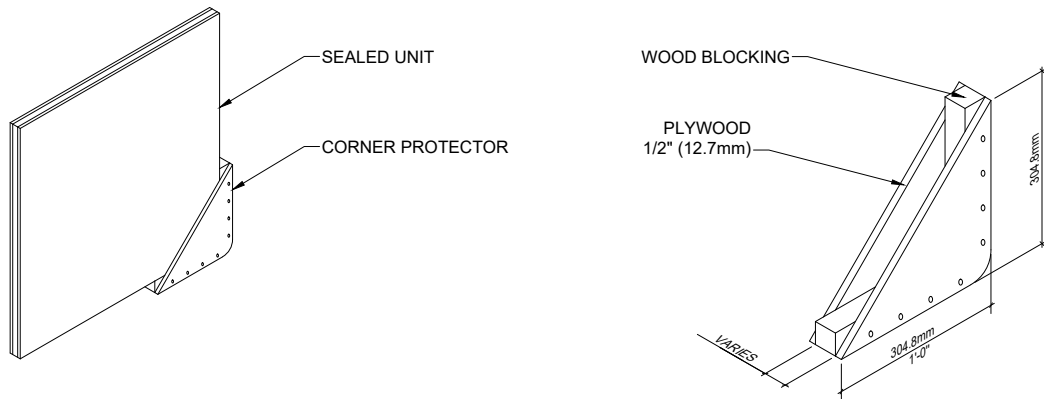 SEALED UNIT
CORNER PROTECTOR
WOOD BLOCKING
PLYWOOD
1/2" (12.7mm)
304.8mm
VARIES
304.8mm
1'-0"